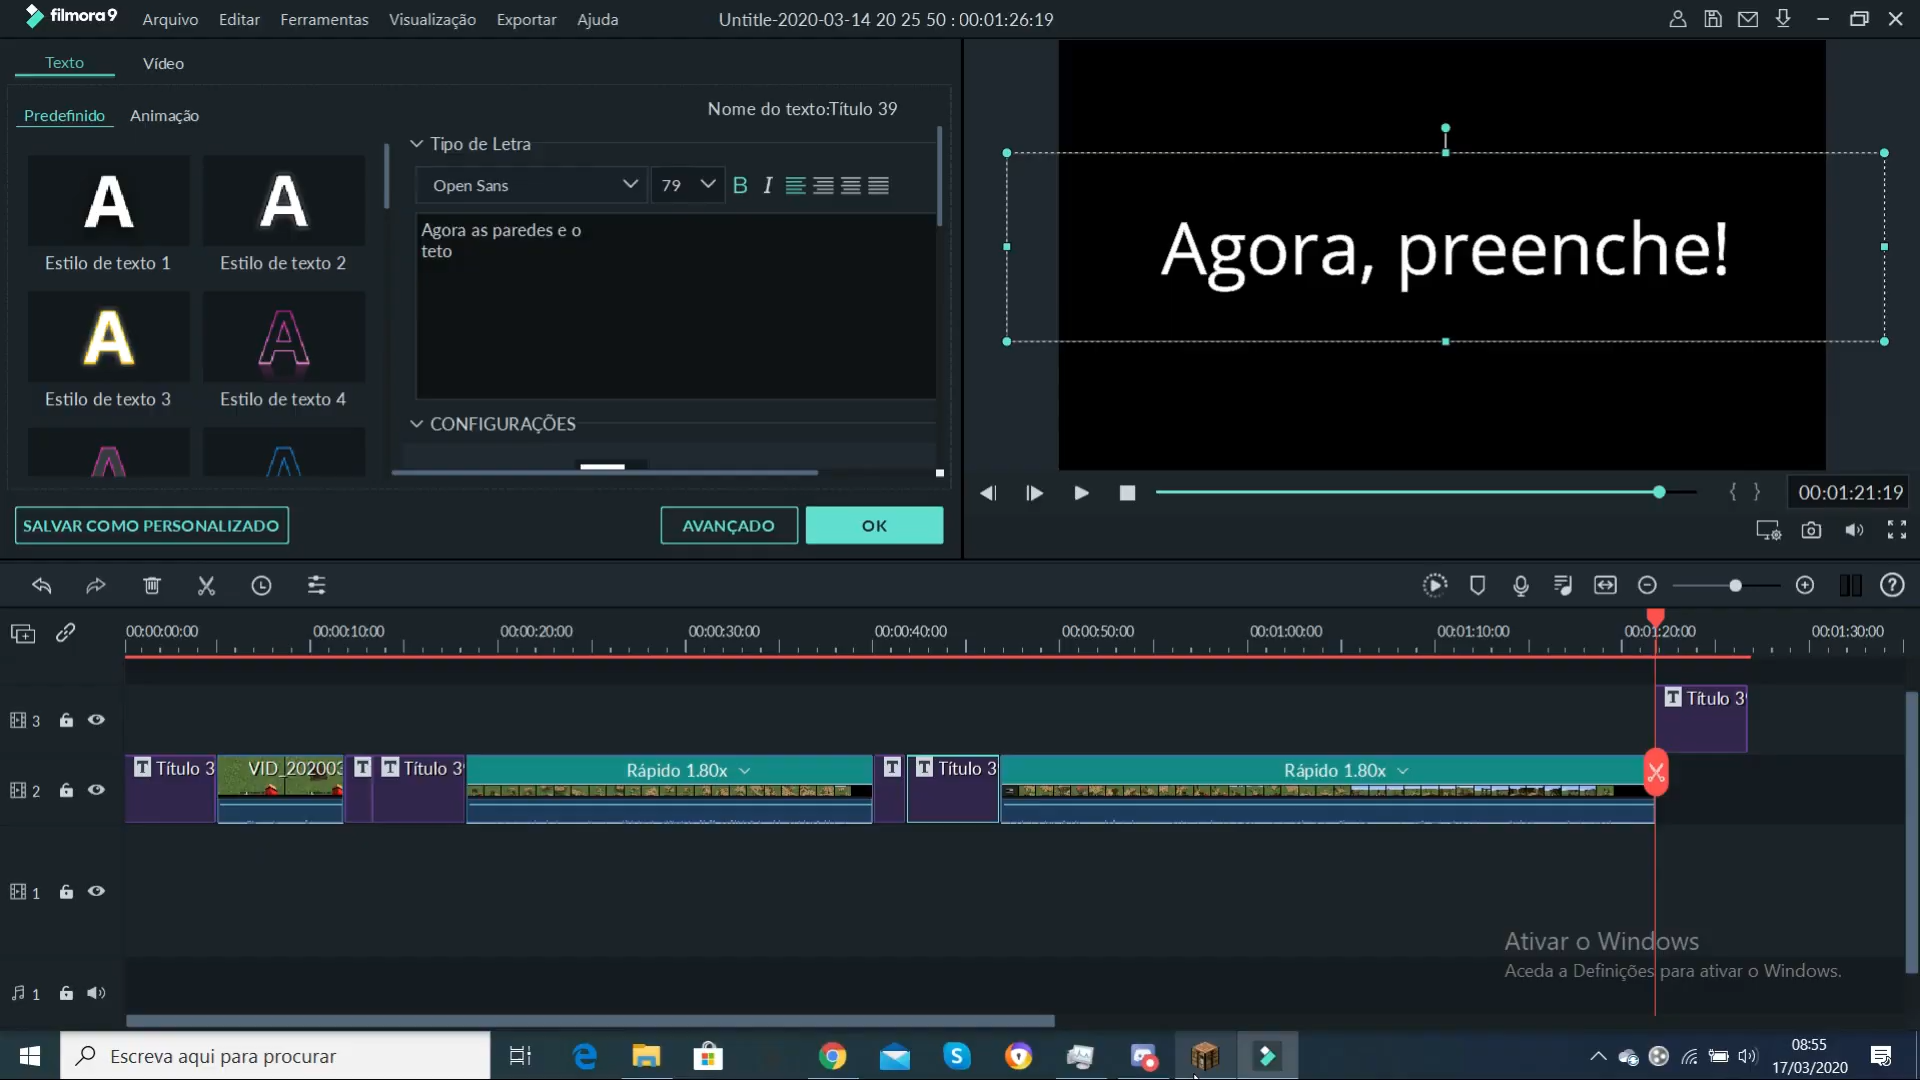 filmora9
Arquivo Editar Ferramentas Visualização Exportar Ajuda
Untitle-2020-03-14 20 25 50 : 00:01:26:19
Texto Vídeo
Predefinido Animação
Nome do texto:Título 39
Tipo de Letra
Open Sans 79 B I
A A
Estilo de texto 1 Estilo de texto 2
A A
Estilo de texto 3 Estilo de texto 4
A A
Agora as paredes e o
teto
CONFIGURAÇÕES
SALVAR COMO PERSONALIZADO AVANÇADO OK
Agora, preenche!
{ } 00:01:21:19
00:00:00:00 00:00:10:00 00:00:20:00 00:00:30:00 00:00:40:00 00:00:50:00 00:01:00:00 00:01:10:00 00:01:20:00 00:01:30:00
3 T Título 3
2 T Título 3 VID_202003 T T Título 3 Rápido 1.80x T T Título 3 Rápido 1.80x
1
1
Ativar o Windows
Aceda a Definições para ativar o Windows.
Escreva aqui para procurar
08:55
17/03/2020